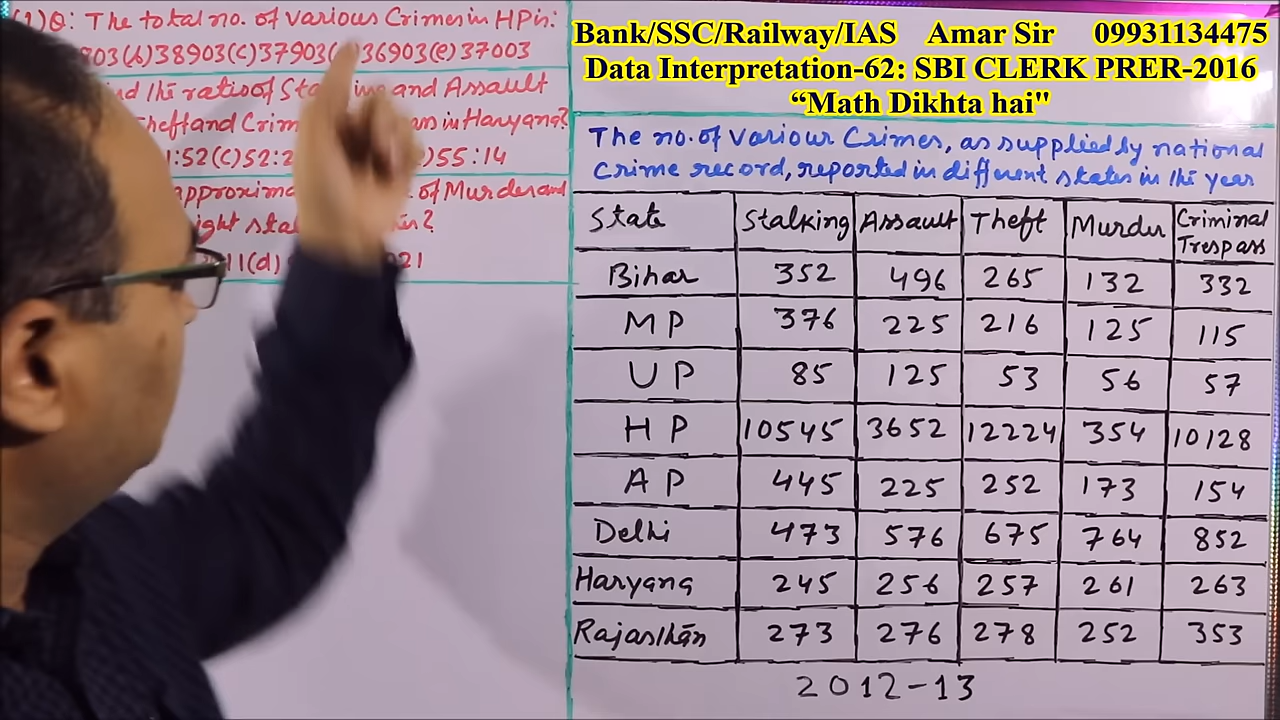 (1)Q: The total no. of various Crimes in HP is:
903(b)38903(c)37903( 36903(e)37003
the ratio of and Assault
Theft and in Haryana?
1:52(c)52:2 )55:14
of Murder and
11(d) 21
Bank/SSC/Railway/IAS Amar Sir 09931134475
Data Interpretation-62: SBI CLERK PRER-2016
“Math Dikhta hai"
The no. of various Crimes, as supplied by national
Crime record, reported in different states in the year
State Stalking Assault Theft Murder Criminal Trespass
Bihar 352 496 265 132 332
MP 376 225 216 125 115
UP 85 125 53 56 57
HP 10545 3652 12224 354 10128
AP 445 225 252 173 154
Delhi 473 576 675 764 852
Haryana 245 256 257 261 263
Rajasthan 273 276 278 252 353
2012-13